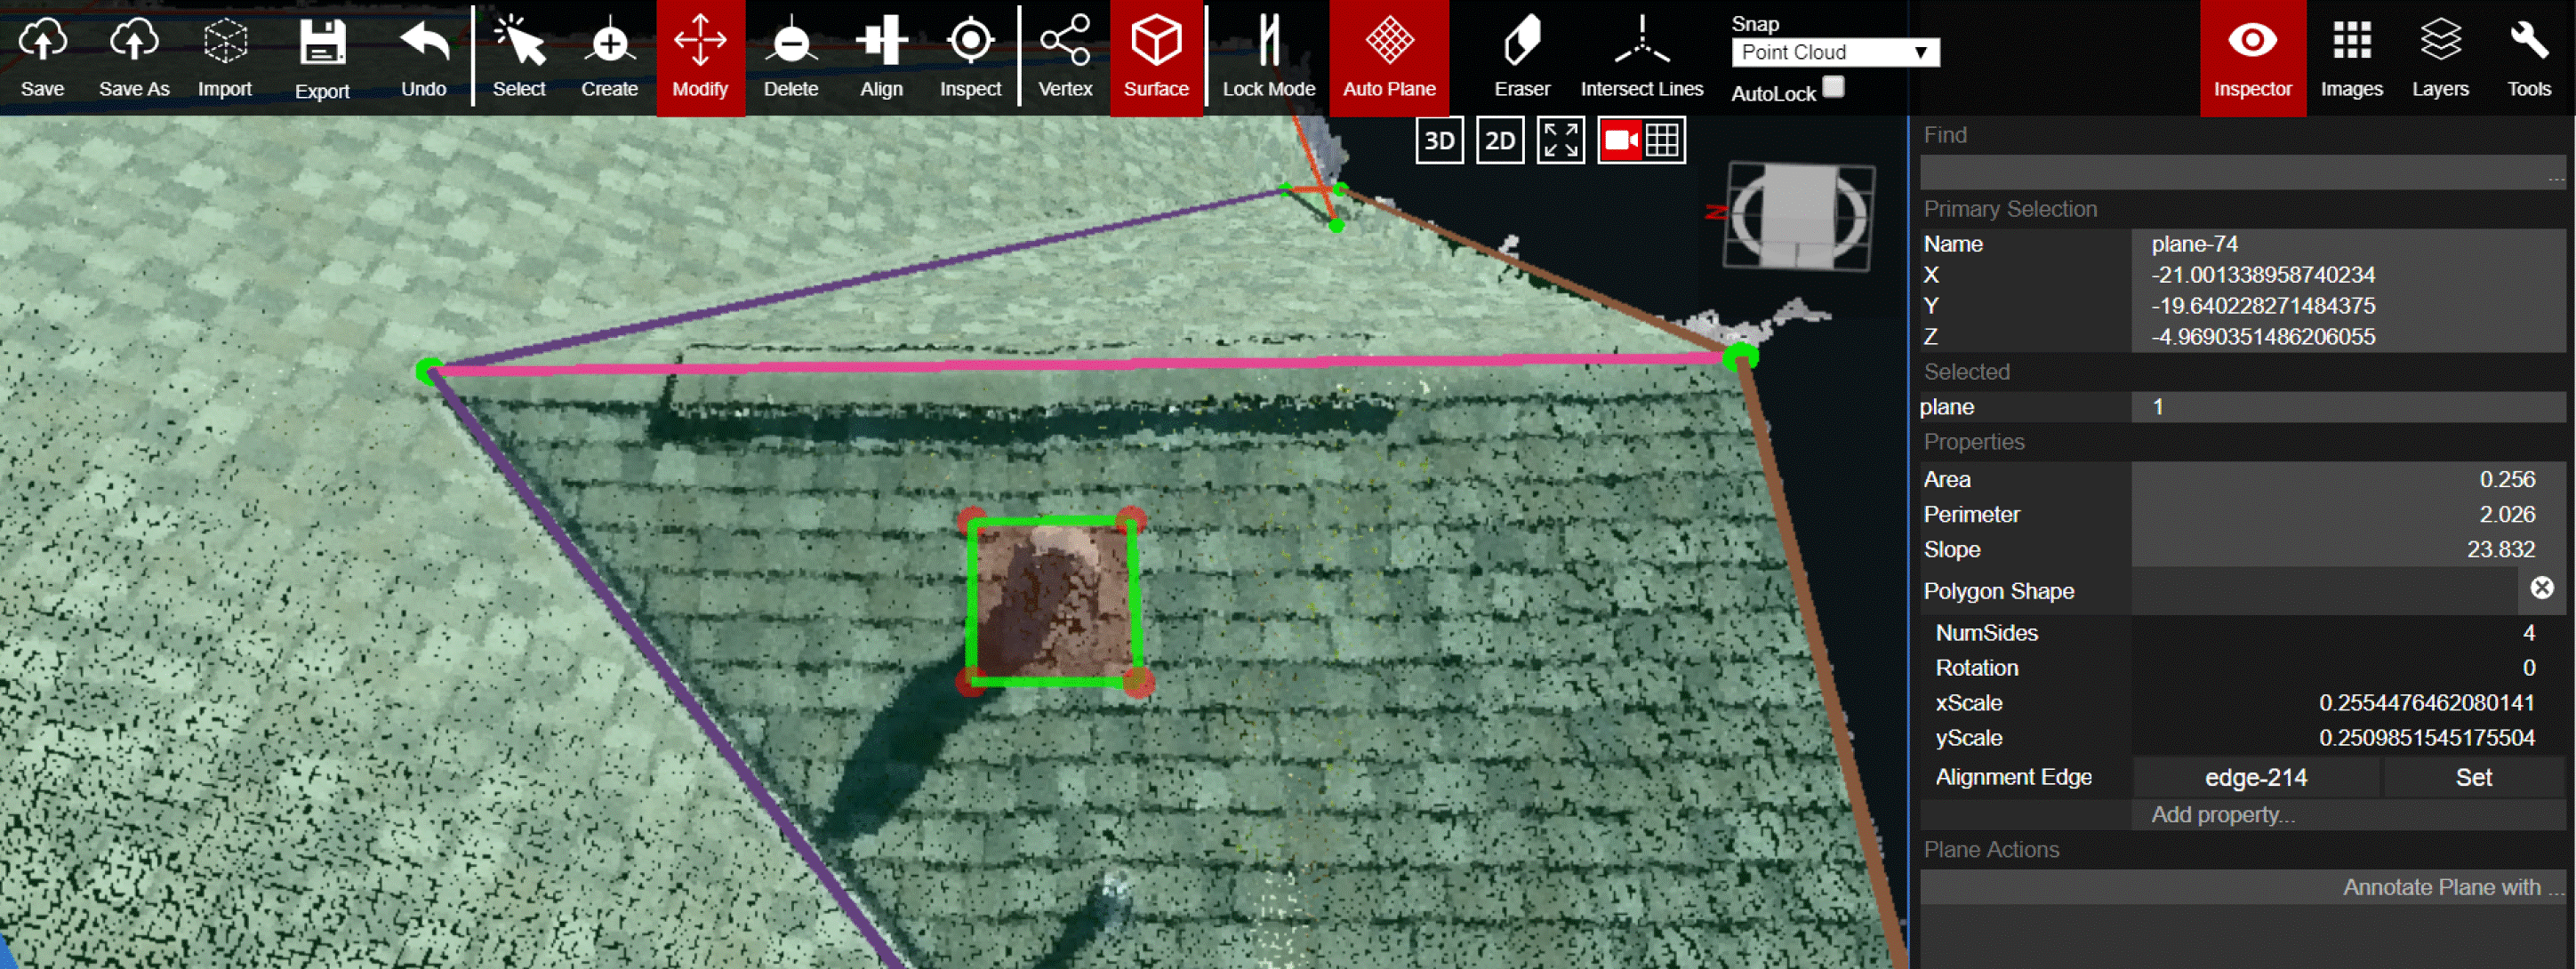 Save Save As Import Export Undo Select Create Modify Delete Align Inspect Vertex Surface Lock Mode Auto Plane Eraser Intersect Lines
Snap
Point Cloud ▼
AutoLock
Inspector Images Layers Tools
3D 2D
N
Find
...
Primary Selection
Name plane-74
X -21.001338958740234
Y -19.640228271484375
Z -4.9690351486206055
Selected
plane 1
Properties
Area 0.256
Perimeter 2.026
Slope 23.832
Polygon Shape
NumSides 4
Rotation 0
xScale 0.2554476462080141
yScale 0.2509851545175504
Alignment Edge edge-214 Set
Add property...
Plane Actions
Annotate Plane with ...